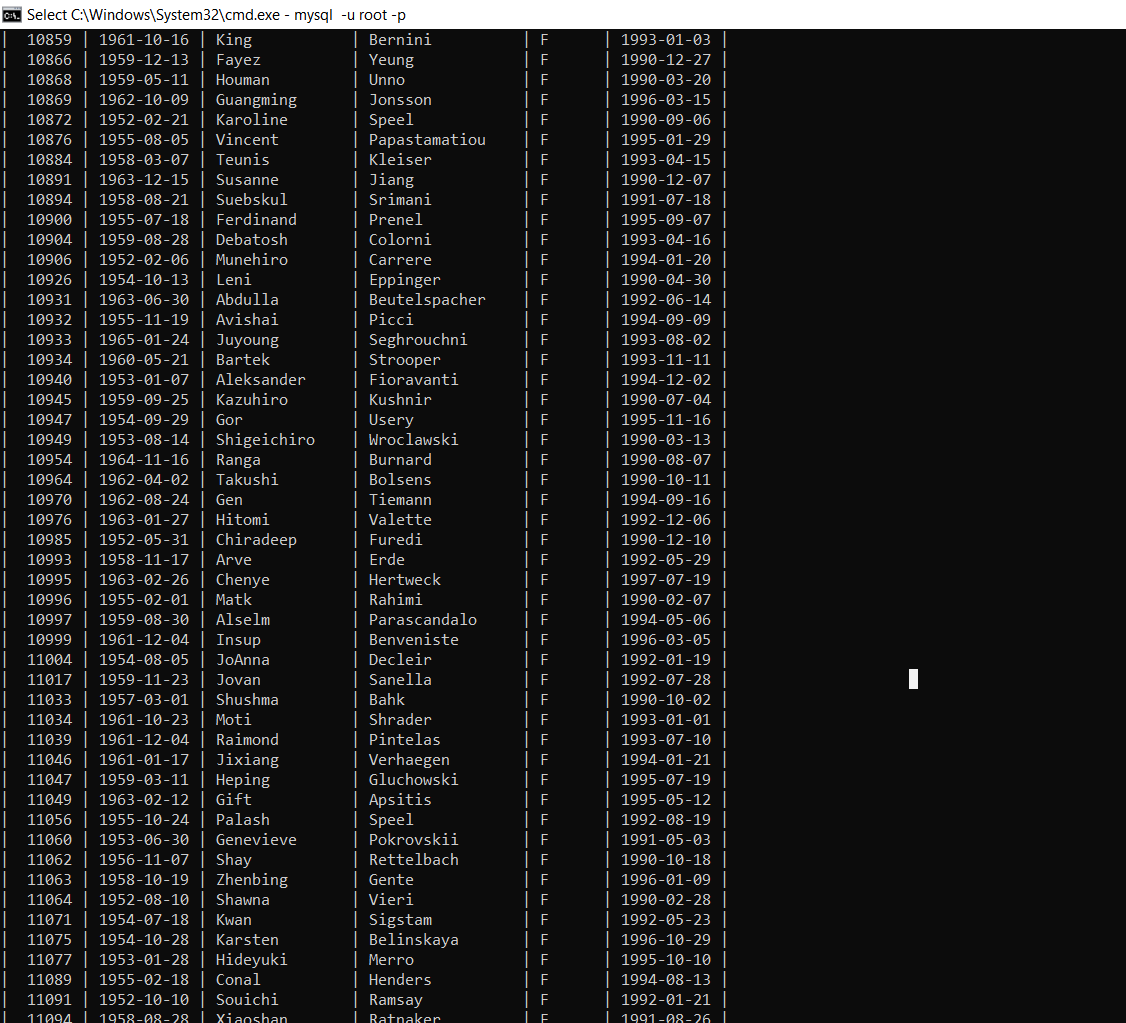 Select C:\Windows\System32\cmd.exe - mysql -u root -p
| 10859 | 1961-10-16 | King | Bernini | F | 1993-01-03 |
| 10866 | 1959-12-13 | Fayez | Yeung | F | 1990-12-27 |
| 10868 | 1959-05-11 | Houman | Unno | F | 1990-03-20 |
| 10869 | 1962-10-09 | Guangming | Jonsson | F | 1996-03-15 |
| 10872 | 1952-02-21 | Karoline | Speel | F | 1990-09-06 |
| 10876 | 1955-08-05 | Vincent | Papastamatiou | F | 1995-01-29 |
| 10884 | 1958-03-07 | Teunis | Kleiser | F | 1993-04-15 |
| 10891 | 1963-12-15 | Susanne | Jiang | F | 1990-12-07 |
| 10894 | 1958-08-21 | Suebskul | Srimani | F | 1991-07-18 |
| 10900 | 1955-07-18 | Ferdinand | Prenel | F | 1995-09-07 |
| 10904 | 1959-08-28 | Debatosh | Colorni | F | 1993-04-16 |
| 10906 | 1952-02-06 | Munehiro | Carrere | F | 1994-01-20 |
| 10926 | 1954-10-13 | Leni | Eppinger | F | 1990-04-30 |
| 10931 | 1963-06-30 | Abdulla | Beutelspacher | F | 1992-06-14 |
| 10932 | 1955-11-19 | Avishai | Picci | F | 1994-09-09 |
| 10933 | 1965-01-24 | Juyoung | Seghrouchni | F | 1993-08-02 |
| 10934 | 1960-05-21 | Bartek | Strooper | F | 1993-11-11 |
| 10940 | 1953-01-07 | Aleksander | Fioravanti | F | 1994-12-02 |
| 10945 | 1959-09-25 | Kazuhiro | Kushnir | F | 1990-07-04 |
| 10947 | 1954-09-29 | Gor | Usery | F | 1995-11-16 |
| 10949 | 1953-08-14 | Shigeichiro | Wroclawski | F | 1990-03-13 |
| 10954 | 1964-11-16 | Ranga | Burnard | F | 1990-08-07 |
| 10964 | 1962-04-02 | Takushi | Bolsens | F | 1990-10-11 |
| 10970 | 1962-08-24 | Gen | Tiemann | F | 1994-09-16 |
| 10976 | 1963-01-27 | Hitomi | Valette | F | 1992-12-06 |
| 10985 | 1952-05-31 | Chiradeep | Furedi | F | 1990-12-10 |
| 10993 | 1958-11-17 | Arve | Erde | F | 1992-05-29 |
| 10995 | 1963-02-26 | Chenye | Hertweck | F | 1997-07-19 |
| 10996 | 1955-02-01 | Matk | Rahimi | F | 1990-02-07 |
| 10997 | 1959-08-30 | Alselm | Parascandalo | F | 1994-05-06 |
| 10999 | 1961-12-04 | Insup | Benveniste | F | 1996-03-05 |
| 11004 | 1954-08-05 | JoAnna | Decleir | F | 1992-01-19 |
| 11017 | 1959-11-23 | Jovan | Sanella | F | 1992-07-28 |
| 11033 | 1957-03-01 | Shushma | Bahk | F | 1990-10-02 |
| 11034 | 1961-10-23 | Moti | Shrader | F | 1993-01-01 |
| 11039 | 1961-12-04 | Raimond | Pintelas | F | 1993-07-10 |
| 11046 | 1961-01-17 | Jixiang | Verhaegen | F | 1994-01-21 |
| 11047 | 1959-03-11 | Heping | Gluchowski | F | 1995-07-19 |
| 11049 | 1963-02-12 | Gift | Apsitis | F | 1995-05-12 |
| 11056 | 1955-10-24 | Palash | Speel | F | 1992-08-19 |
| 11060 | 1953-06-30 | Genevieve | Pokrovskii | F | 1991-05-03 |
| 11062 | 1956-11-07 | Shay | Rettelbach | F | 1990-10-18 |
| 11063 | 1958-10-19 | Zhenbing | Gente | F | 1996-01-09 |
| 11064 | 1952-08-10 | Shawna | Vieri | F | 1990-02-28 |
| 11071 | 1954-07-18 | Kwan | Sigstam | F | 1992-05-23 |
| 11075 | 1954-10-28 | Karsten | Belinskaya | F | 1996-10-29 |
| 11077 | 1953-01-28 | Hideyuki | Merro | F | 1995-10-10 |
| 11089 | 1955-02-18 | Conal | Henders | F | 1994-08-13 |
| 11091 | 1952-10-10 | Souichi | Ramsay | F | 1992-01-21 |
| 11094 | 1958-08-28 | Xiaoshan | Ratnaker | F | 1991-08-26 |